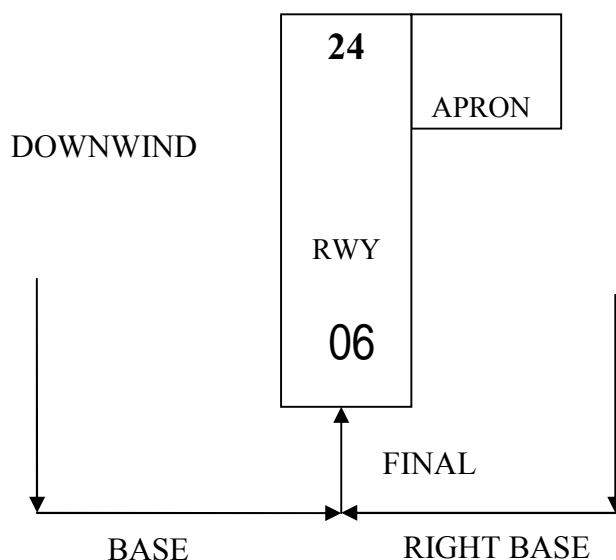 24
APRON
DOWNWIND
RWY
06
FINAL
BASE
RIGHT BASE